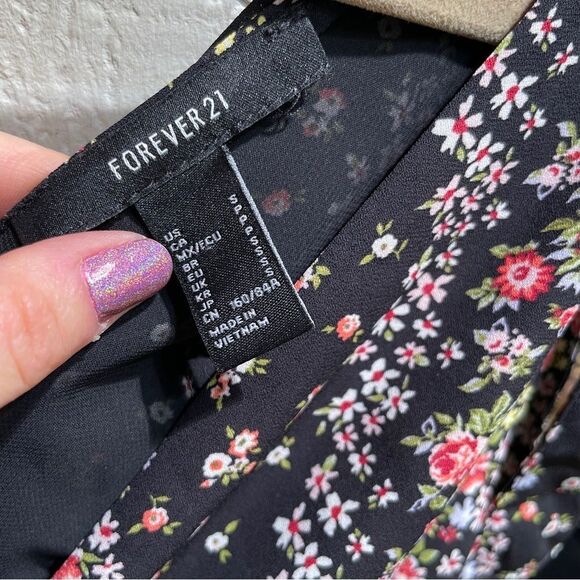 FOREVER 21
US S
CA P
MX/ECU P
BR P
EU S
UK S
KR S
JP S
CN 160/84A
MADE IN
VIETNAM